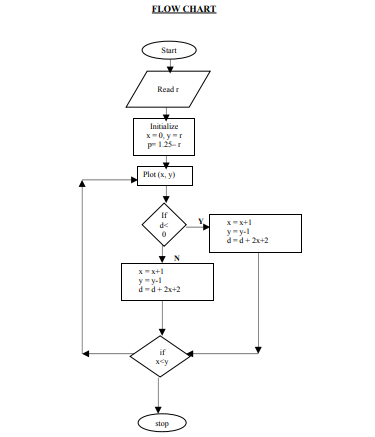 FLOW CHART
Start
Read r
Initialize
x = 0, y = r
p= 1.25– r
Plot (x, y)
If
d<
0
Y
x = x+1
y = y-1
d = d + 2x+2
N
x = x+1
y = y-1
d = d + 2x+2
if
x<y
stop